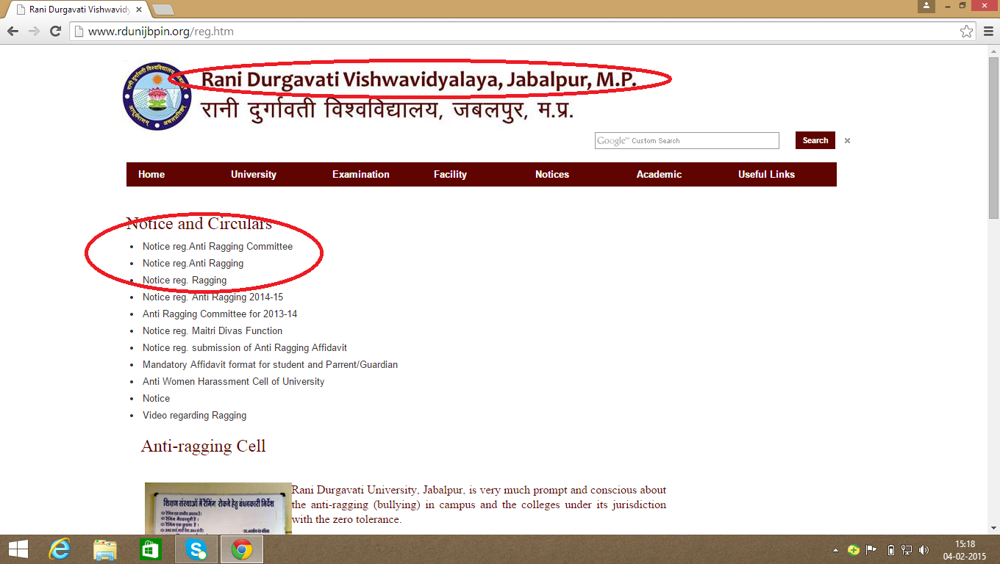 Rani Durgavati Vishwavidy
www.rdunijbpin.org/reg.htm
Rani Durgavati Vishwavidyalaya, Jabalpur, M.P.
रानी दुर्गावती विश्वविद्यालय, जबलपुर, म.प्र.
Google™ Custom Search
Search
Home University Examination Facility Notices Academic Useful Links
Notice and Circulars
Notice reg.Anti Ragging Committee
Notice reg.Anti Ragging
Notice reg. Ragging
Notice reg. Anti Ragging 2014-15
Anti Ragging Committee for 2013-14
Notice reg. Maitri Divas Function
Notice reg. submission of Anti Ragging Affidavit
Mandatory Affidavit format for student and Parrent/Guardian
Anti Women Harassment Cell of University
Notice
Video regarding Ragging
Anti-ragging Cell
Rani Durgavati University, Jabalpur, is very much prompt and conscious about
the anti-ragging (bullying) in campus and the colleges under its jurisdiction
with the zero tolerance.
शिक्षण संस्थाओं में रैगिंग रोकने हेतु बंधनकारी निर्देश
रैगिंग एक
रैगिंग
रैगिंग एक
15:18
04-02-2015